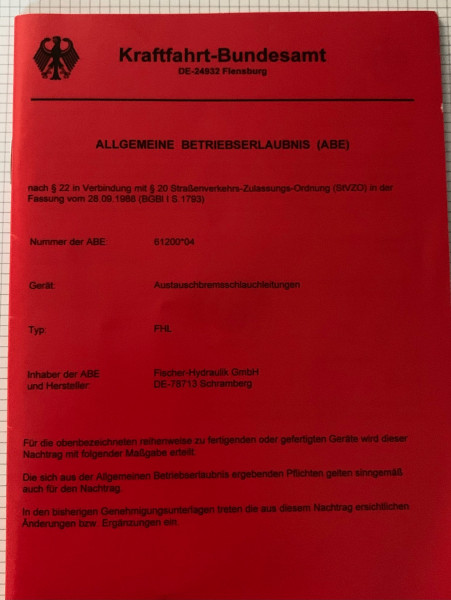 Kraftfahrt-Bundesamt
DE-24932 Flensburg
ALLGEMEINE BETRIEBSERLAUBNIS (ABE)
nach § 22 in Verbindung mit § 20 Straßenverkehrs-Zulassungs-Ordnung (StVZO) in der
Fassung vom 28.09.1988 (BGBl I S.1793)
Nummer der ABE: 61200*04
Gerät: Austauschbremsschlauchleitungen
Typ: FHL
Inhaber der ABE Fischer-Hydraulik GmbH
und Hersteller: DE-78713 Schramberg
Für die obenbezeichneten reihenweise zu fertigenden oder gefertigten Geräte wird dieser
Nachtrag mit folgender Maßgabe erteilt:
Die sich aus der Allgemeinen Betriebserlaubnis ergebenden Pflichten gelten sinngemäß
auch für den Nachtrag.
In den bisherigen Genehmigungsunterlagen treten die aus diesem Nachtrag ersichtlichen
Änderungen bzw. Ergänzungen ein.